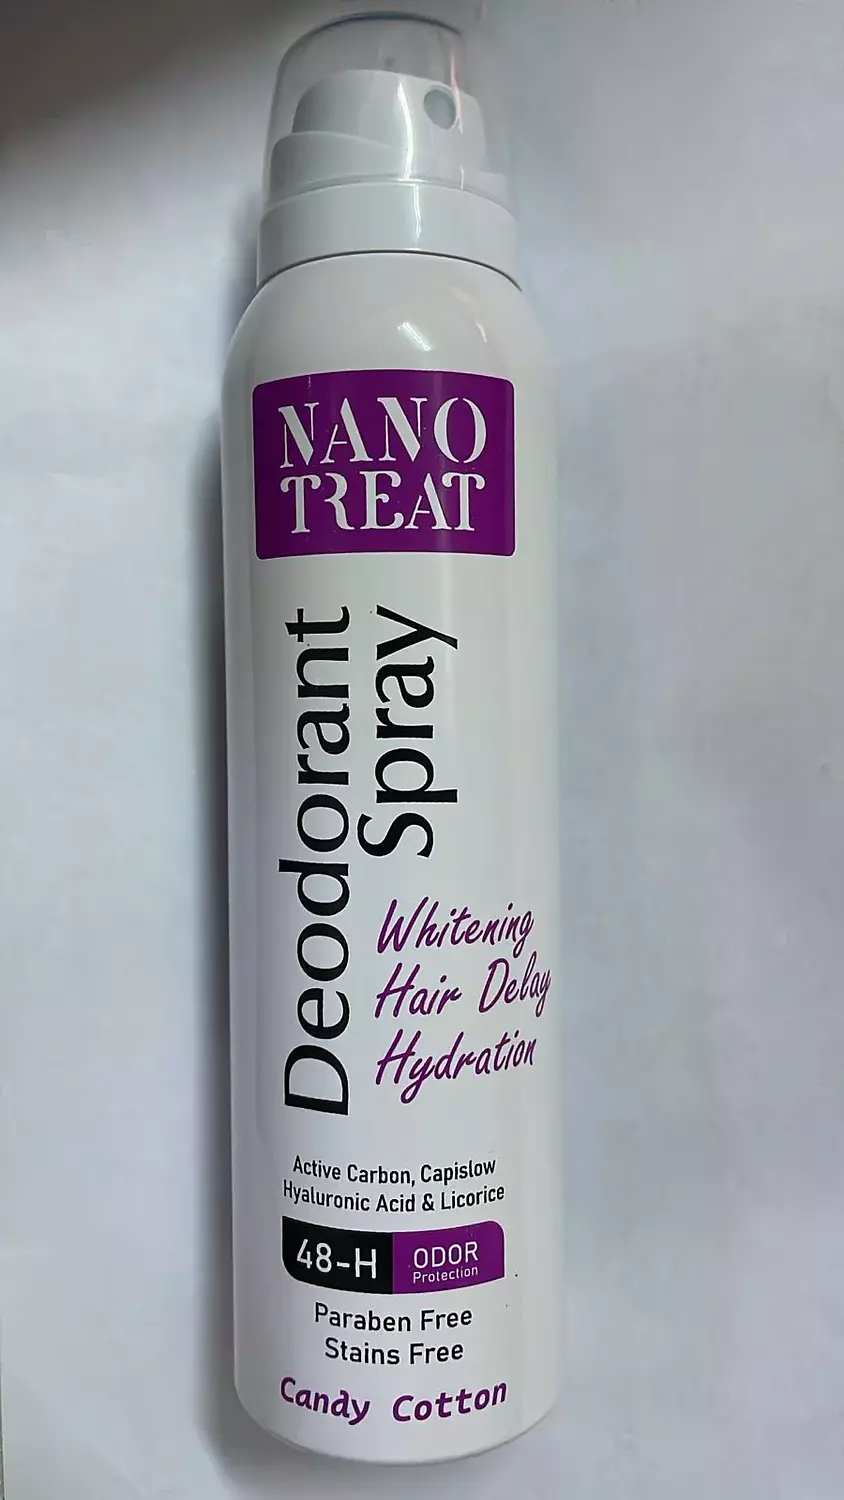 NANO
TREAT
Deodorant
Spray
Whitening
Hair Delay
Hydration
Active Carbon, Capislow
Hyaluronic Acid & Licorice
48-H
ODOR
Protection
Paraben Free
Stains Free
Candy Cotton